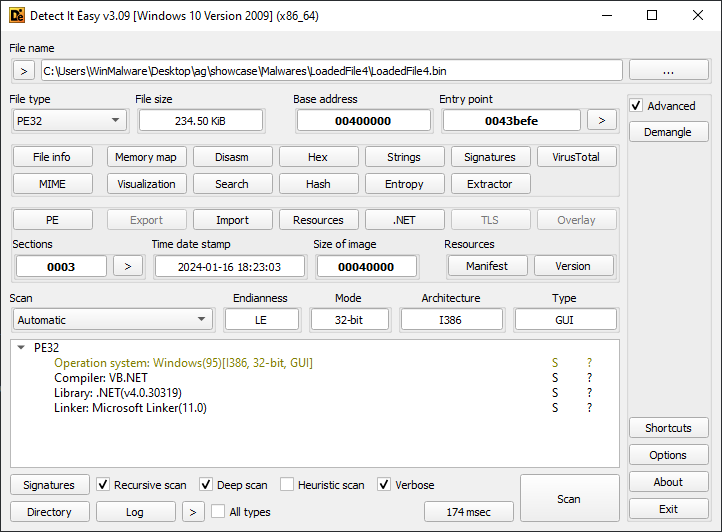 Detect It Easy v3.09 [Windows 10 Version 2009] (x86_64)
File name
> C:\Users\WinMalware\Desktop\ag\showcase\Malwares\LoadedFile4\LoadedFile4.bin ...
File type File size Base address Entry point Advanced
PE32 234.50 KiB 00400000 0043befe > Demangle
File info Memory map Disasm Hex Strings Signatures VirusTotal
MIME Visualization Search Hash Entropy Extractor
PE Export Import Resources .NET TLS Overlay
Sections Time date stamp Size of image Resources
0003 > 2024-01-16 18:23:03 00040000 Manifest Version
Scan Endianness Mode Architecture Type
Automatic LE 32-bit I386 GUI
PE32
Operation system: Windows(95)[I386, 32-bit, GUI] S ?
Compiler: VB.NET S ?
Library: .NET(v4.0.30319) S ?
Linker: Microsoft Linker(11.0) S ?
Shortcuts
Options
Signatures Recursive scan Deep scan Heuristic scan Verbose Scan About
Directory Log > All types 174 msec Exit